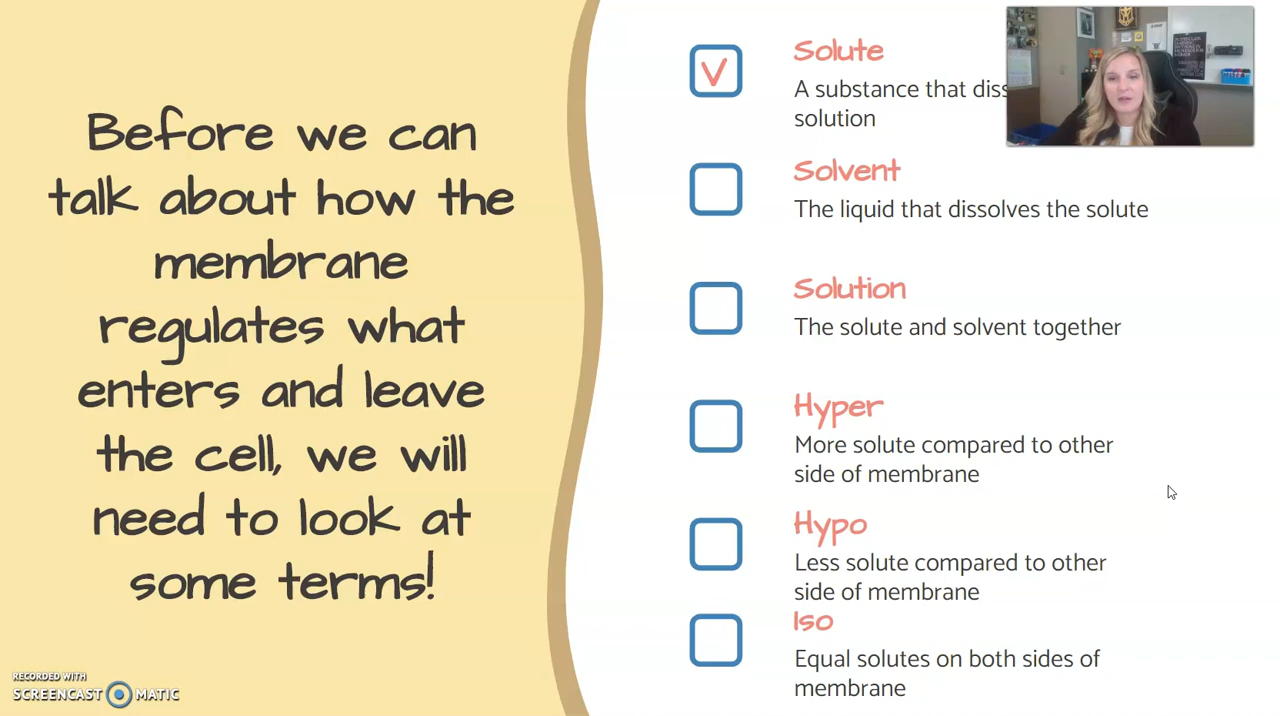 Before we can
talk about how the
membrane
regulates what
enters and leave
the cell, we will
need to look at
some terms!
V
Solute
A substance that
solution
Solvent
The liquid that dissolves the solute
Solution
The solute and solvent together
Hyper
More solute compared to other
side of membrane
Hypo
Less solute compared to other
side of membrane
Iso
Equal solutes on both sides of
membrane
RECORDED WITH
SCREENCAST MATIC